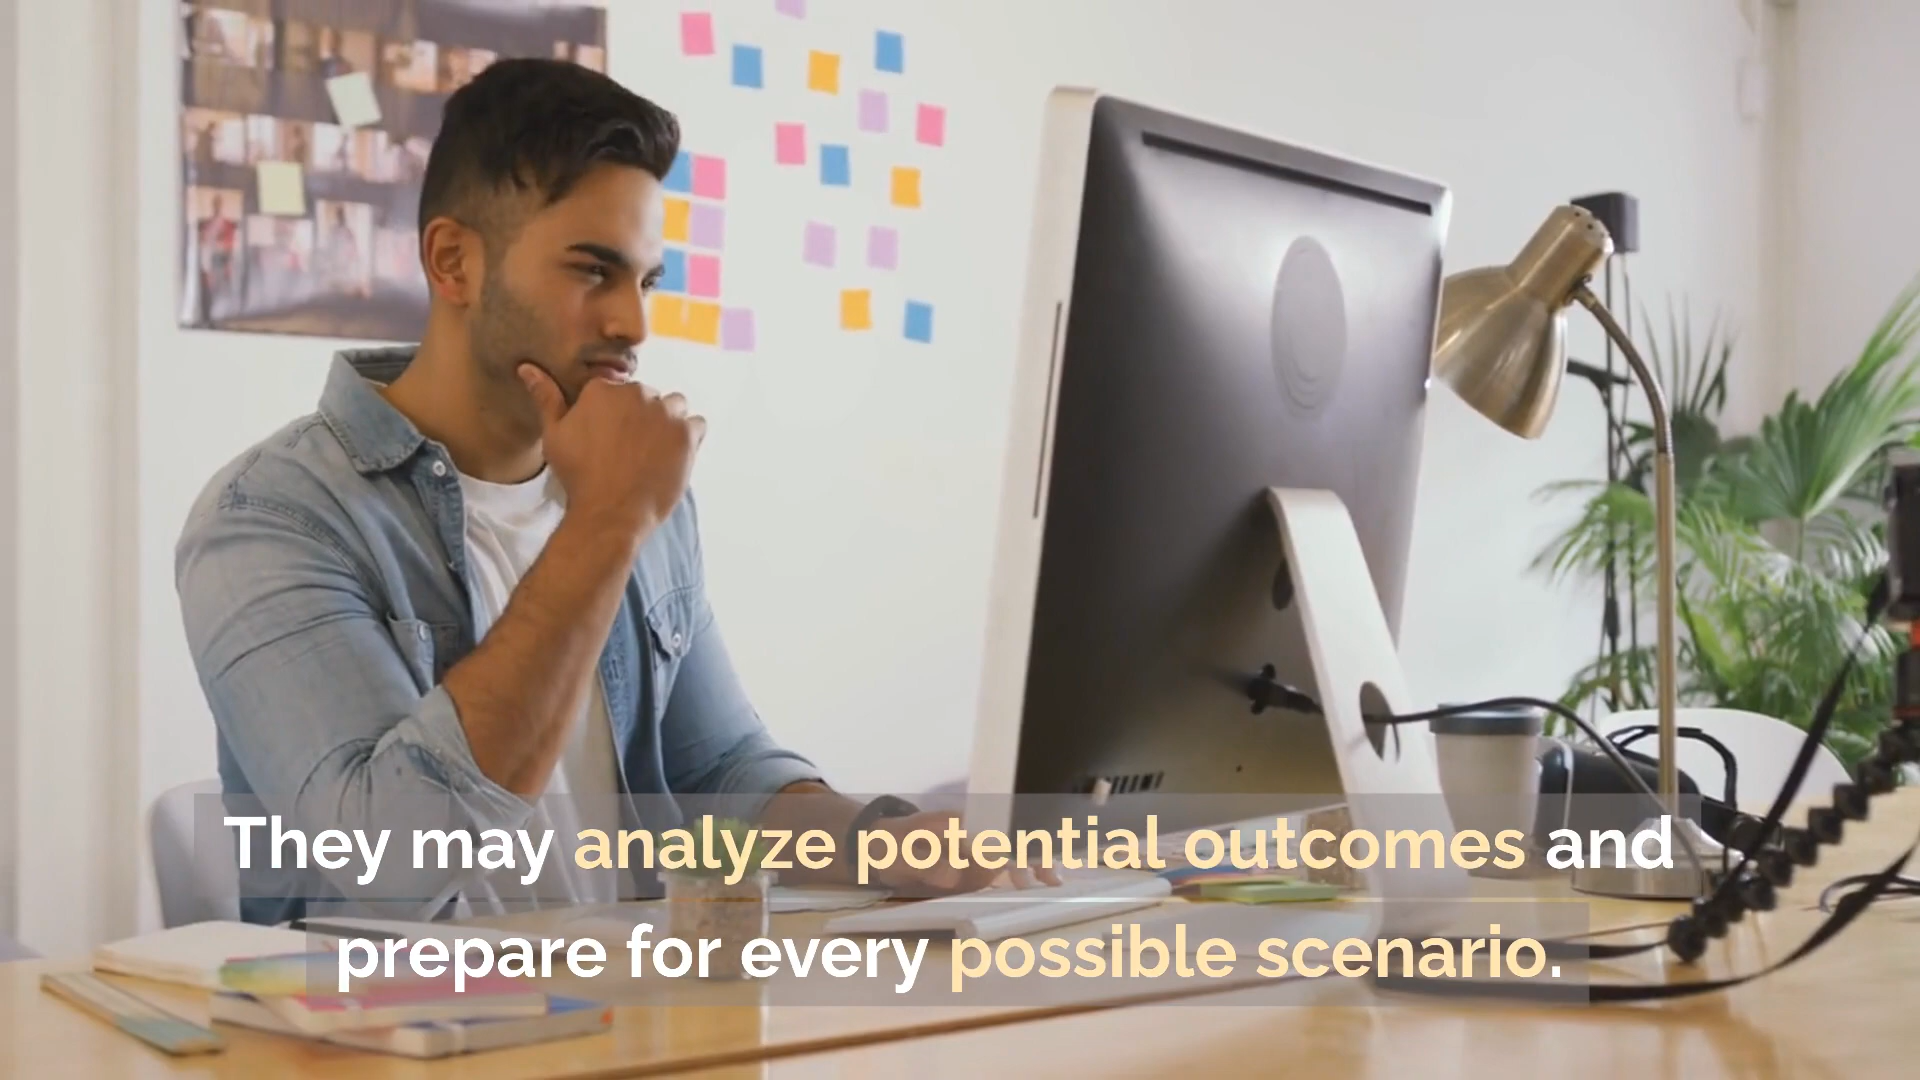 They may analyze potential outcomes and
prepare for every possible scenario.